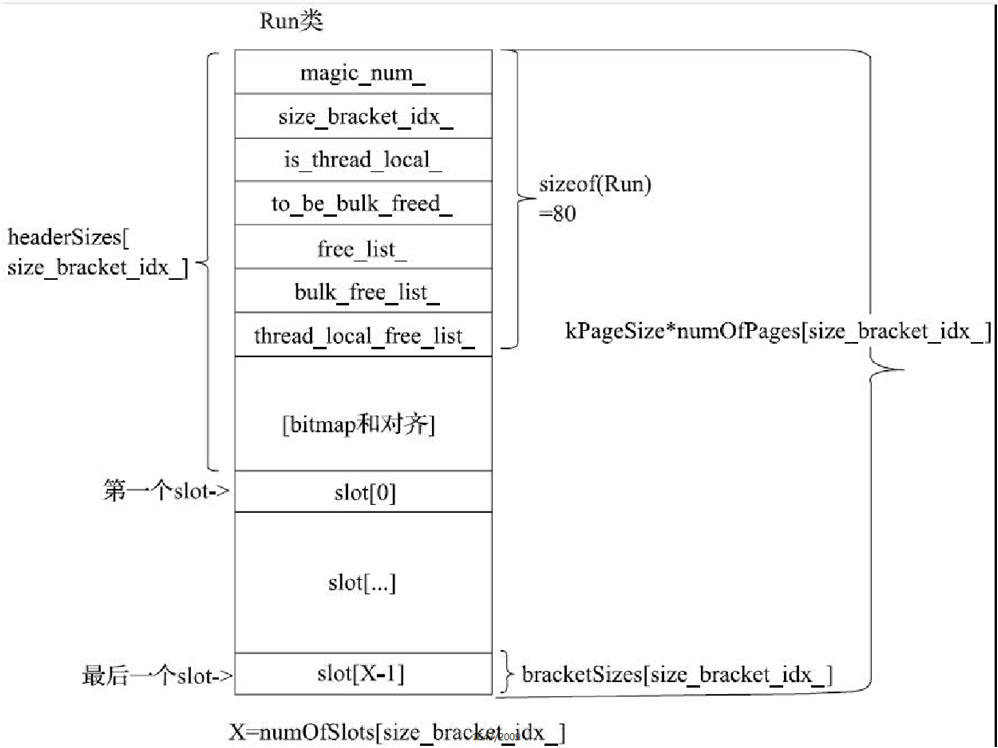 Run类
magic_num_
size_bracket_idx_
is_thread_local_
to_be_bulk_freed_
free_list_
bulk_free_list_
thread_local_free_list_
[bitmap和对齐]
slot[0]
slot[...]
slot[X-1]
headerSizes[
size_bracket_idx_]
第一个slot->
最后一个slot->
sizeof(Run)
=80
kPageSize*numOfPages[size_bracket_idx_]
bracketSizes[size_bracket_idx_]
X=numOfSlots[size_bracket_idx_]